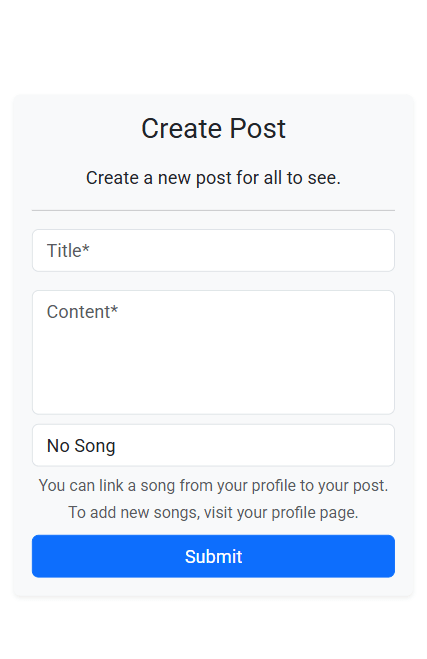 Create Post
Create a new post for all to see.
Title*
Content*
No Song
You can link a song from your profile to your post.
To add new songs, visit your profile page.
Submit